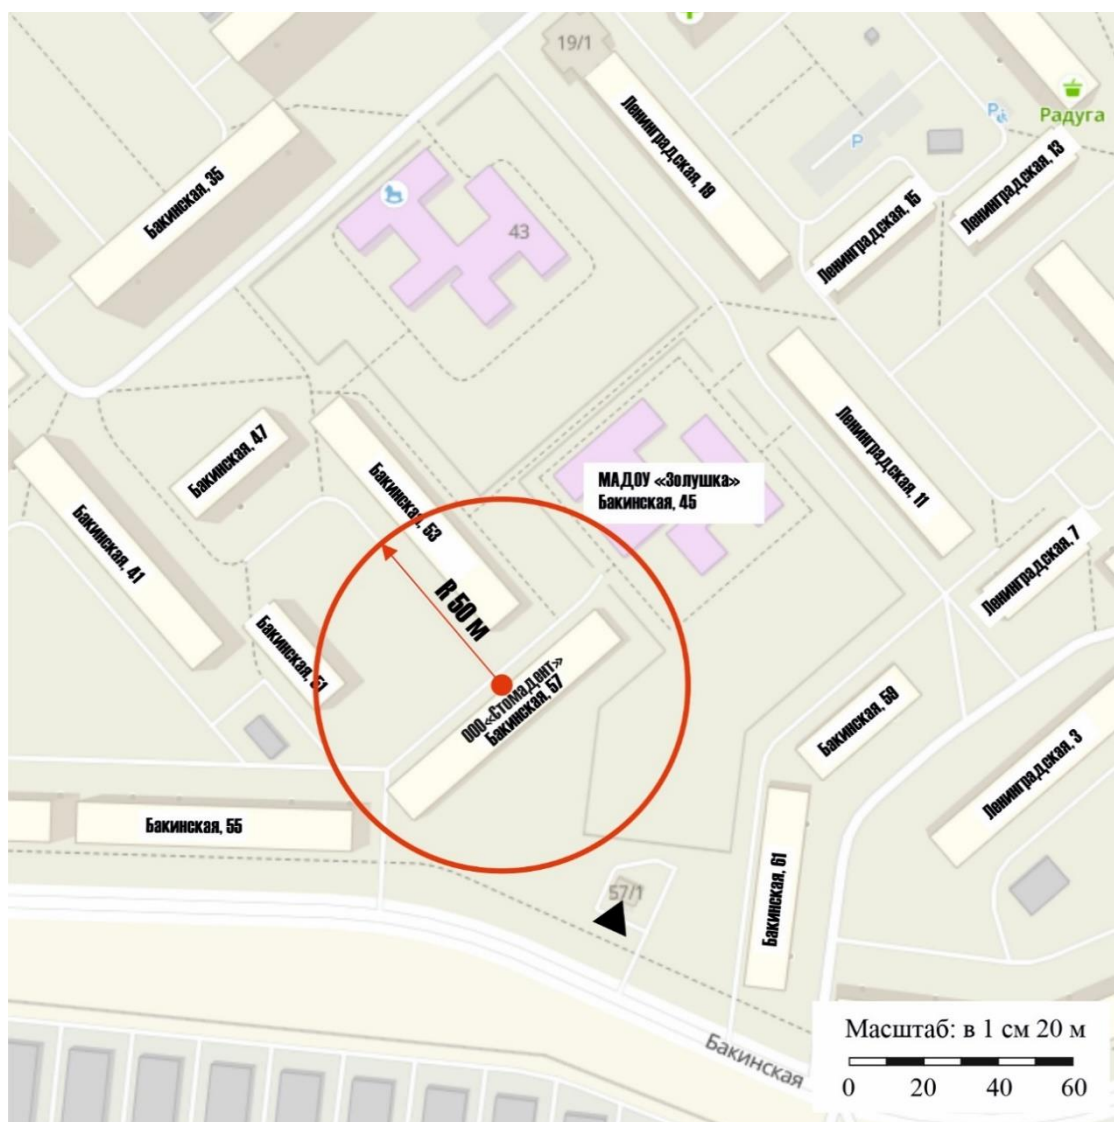 19/1
Радуга
Ленинградская, 19
P
P
Ленинградская, 13
Ленинградская, 15
Бакинская, 35
43
Ленинградская, 11
Бакинская, 47
Бакинская, 53
МАДОУ «Золушка»
Бакинская, 45
Бакинская, 41
Ленинградская, 7
R 50 м
Бакинская, 51
ООО«Стомадент»
Бакинская, 57
Бакинская, 59
Ленинградская, 3
Бакинская, 55
57/1
Бакинская, 61
Масштаб: в 1 см 20 м
0 20 40 60
Бакинская